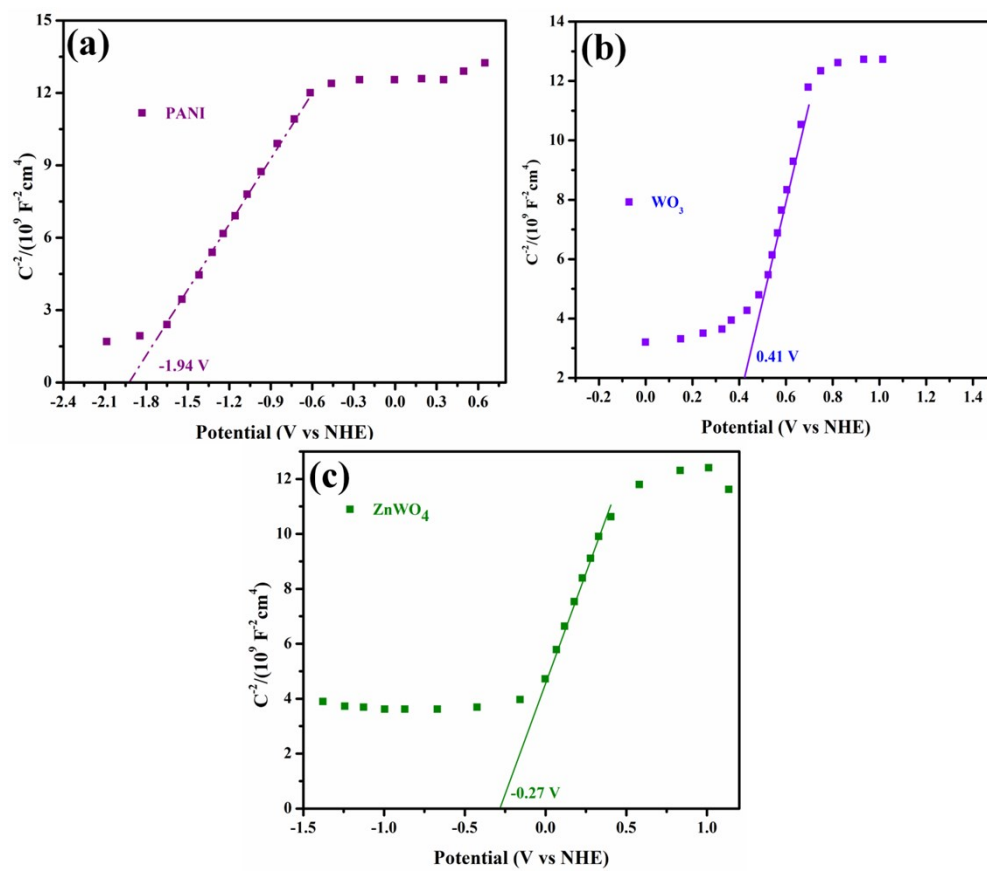 (a)
15
12
9
6
3
0
C⁻²/(10⁹ F⁻²cm⁴)
PANI
-1.94 V
-2.4 -2.1 -1.8 -1.5 -1.2 -0.9 -0.6 -0.3 0.0 0.3 0.6
Potential (V vs NHE)
(b)
14
12
10
8
6
4
2
C⁻²/(10⁹ F⁻²cm⁴)
WO₃
0.41 V
-0.2 0.0 0.2 0.4 0.6 0.8 1.0 1.2 1.4
Potential (V vs NHE)
(c)
12
10
8
6
4
2
0
C⁻²/(10⁹ F⁻²cm⁴)
ZnWO₄
-0.27 V
-1.5 -1.0 -0.5 0.0 0.5 1.0
Potential (V vs NHE)